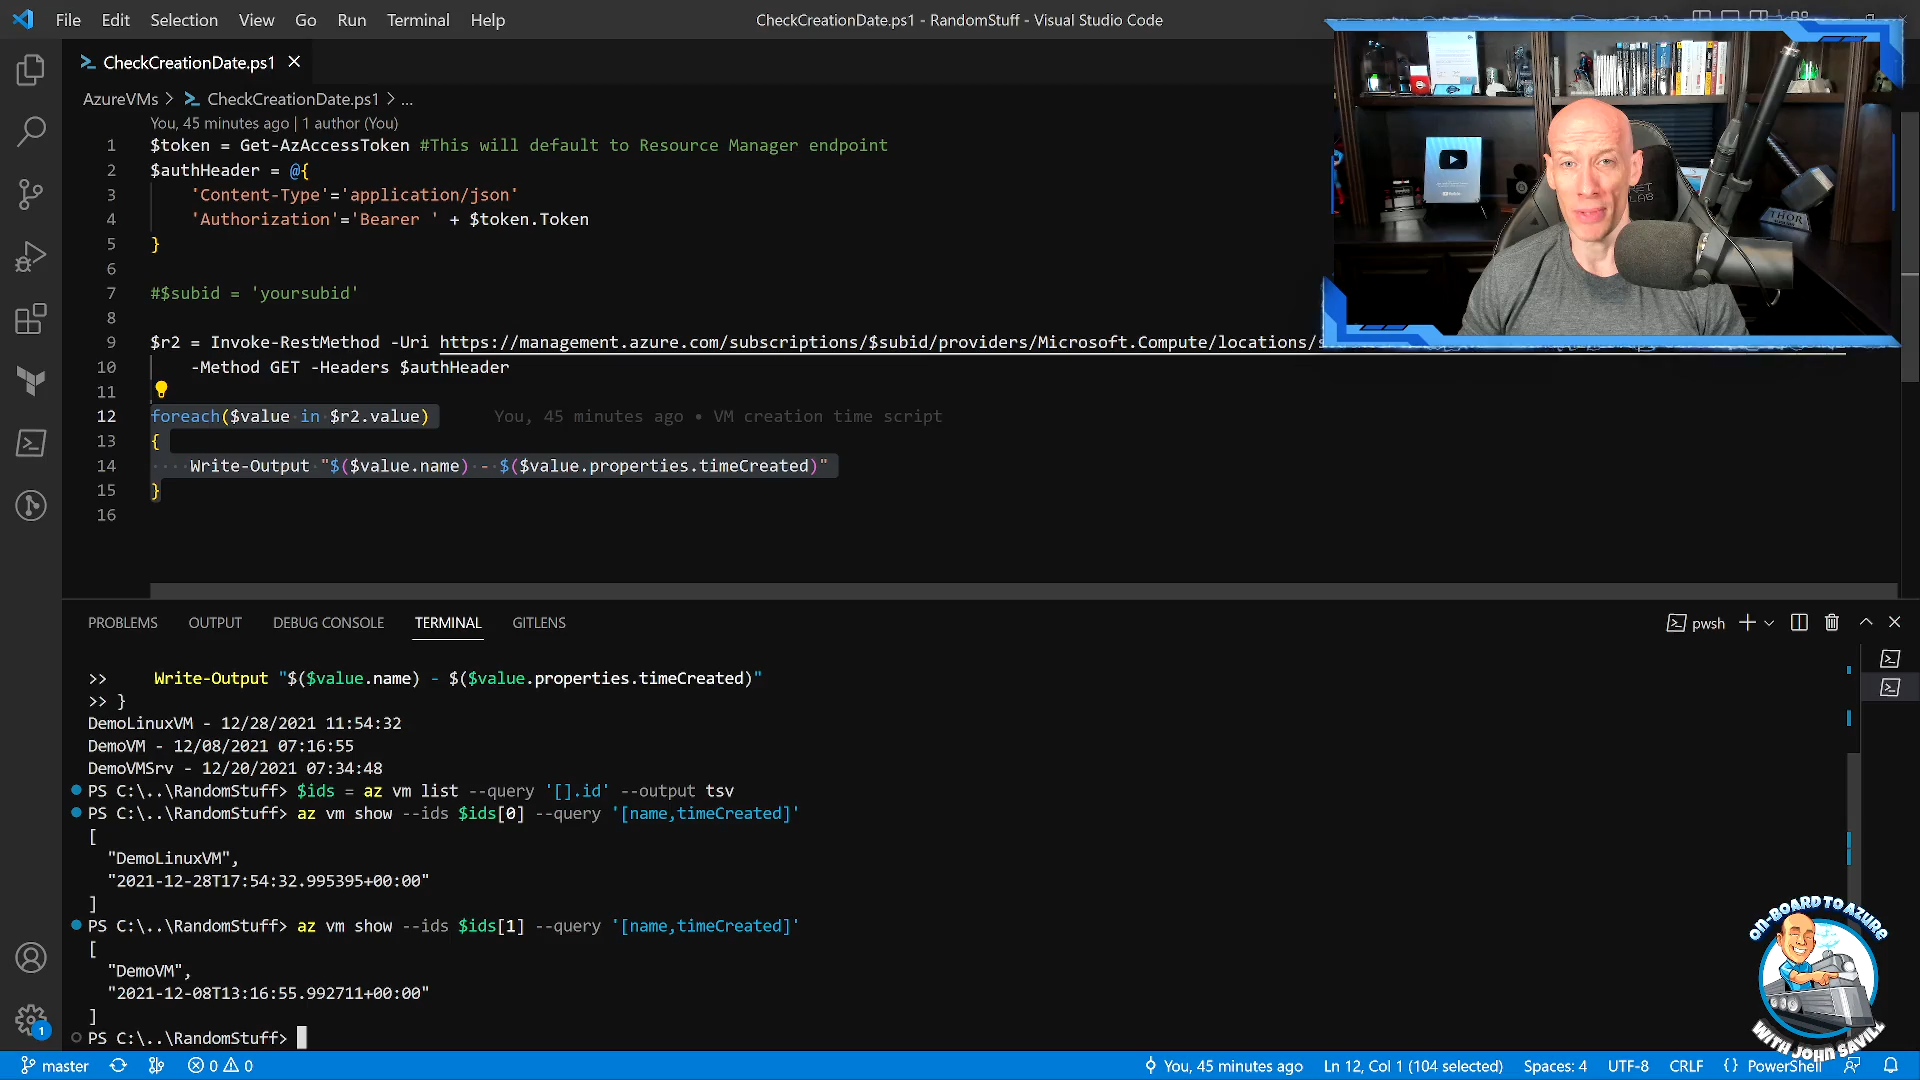 File Edit Selection View Go Run Terminal Help
CheckCreationDate.ps1 - RandomStuff - Visual Studio Code
CheckCreationDate.ps1
AzureVMs > CheckCreationDate.ps1 > ...
You, 45 minutes ago | 1 author (You)
1 $token = Get-AzAccessToken #This will default to Resource Manager endpoint
2 $authHeader = @{
3 'Content-Type'='application/json'
4 'Authorization'='Bearer ' + $token.Token
5 }
6
7 #$subid = 'yoursubid'
8
9 $r2 = Invoke-RestMethod -Uri https://management.azure.com/subscriptions/$subid/providers/Microsoft.Compute/locations/
10 -Method GET -Headers $authHeader
11
12 foreach($value in $r2.value) You, 45 minutes ago • VM creation time script
13 {
14 Write-Output "$($value.name) - $($value.properties.timeCreated)"
15 }
16
THOR
PROBLEMS OUTPUT DEBUG CONSOLE TERMINAL GITLENS
pwsh
>> Write-Output "$($value.name) - $($value.properties.timeCreated)"
>> }
DemoLinuxVM - 12/28/2021 11:54:32
DemoVM - 12/08/2021 07:16:55
DemoVMSrv - 12/20/2021 07:34:48
PS C:\..\RandomStuff> $ids = az vm list --query '[].id' --output tsv
PS C:\..\RandomStuff> az vm show --ids $ids[0] --query '[name,timeCreated]'
[
"DemoLinuxVM",
"2021-12-28T17:54:32.995395+00:00"
]
PS C:\..\RandomStuff> az vm show --ids $ids[1] --query '[name,timeCreated]'
[
"DemoVM",
"2021-12-08T13:16:55.992711+00:00"
]
PS C:\..\RandomStuff>
ON-BOARD TO AZURE
WITH JOHN SAVILL
1
master 0 0
You, 45 minutes ago Ln 12, Col 1 (104 selected) Spaces: 4 UTF-8 CRLF {} PowerShell